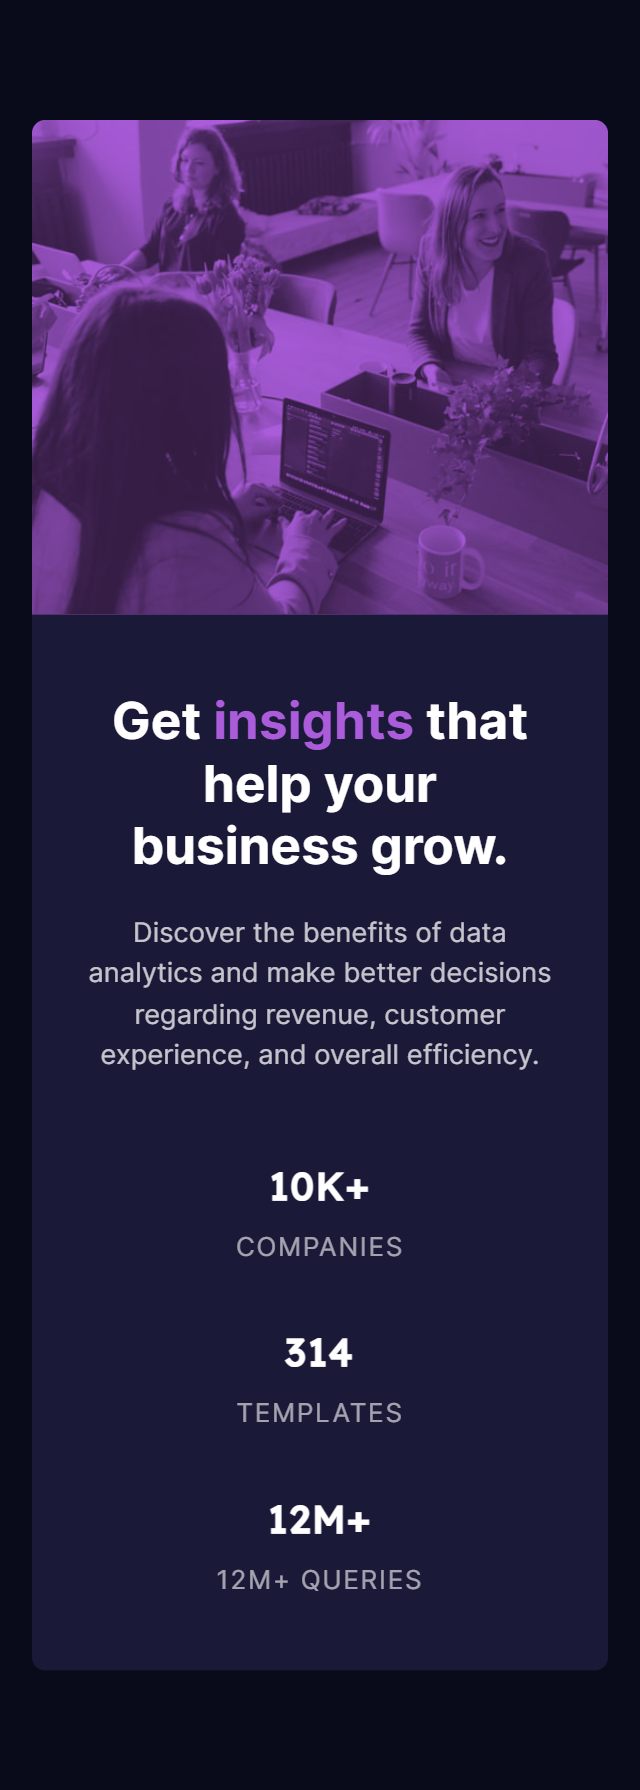 Get insights that
help your
business grow.
Discover the benefits of data
analytics and make better decisions
regarding revenue, customer
experience, and overall efficiency.
10K+
COMPANIES
314
TEMPLATES
12M+
12M+ QUERIES